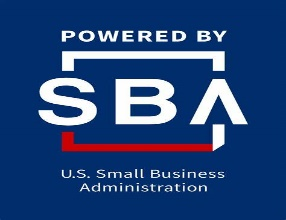 POWERED BY
SBA
U.S. Small Business
Administration